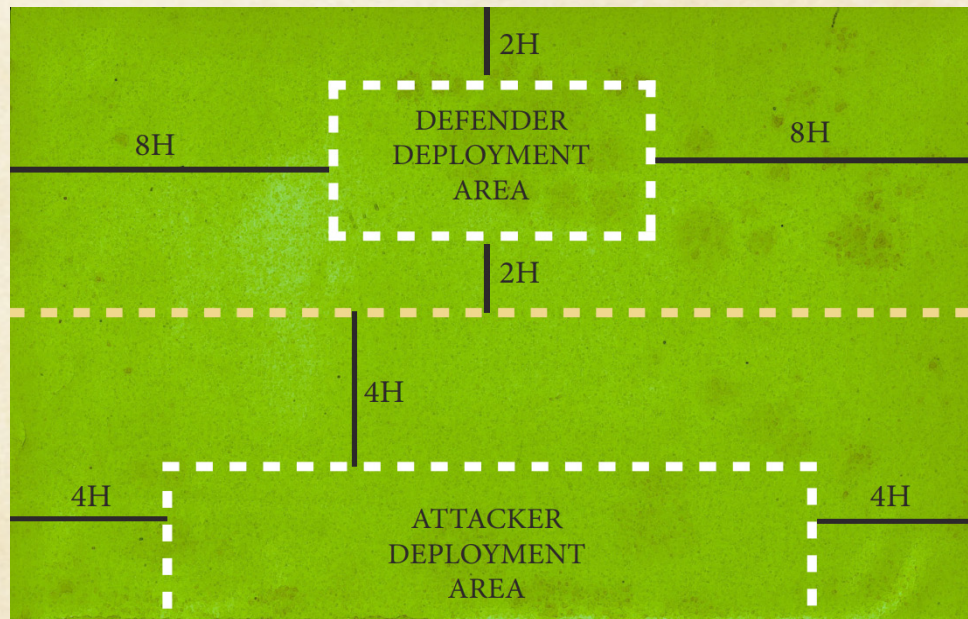 2H
DEFENDER
DEPLOYMENT
AREA
8H
8H
2H
4H
4H
4H
ATTACKER
DEPLOYMENT
AREA